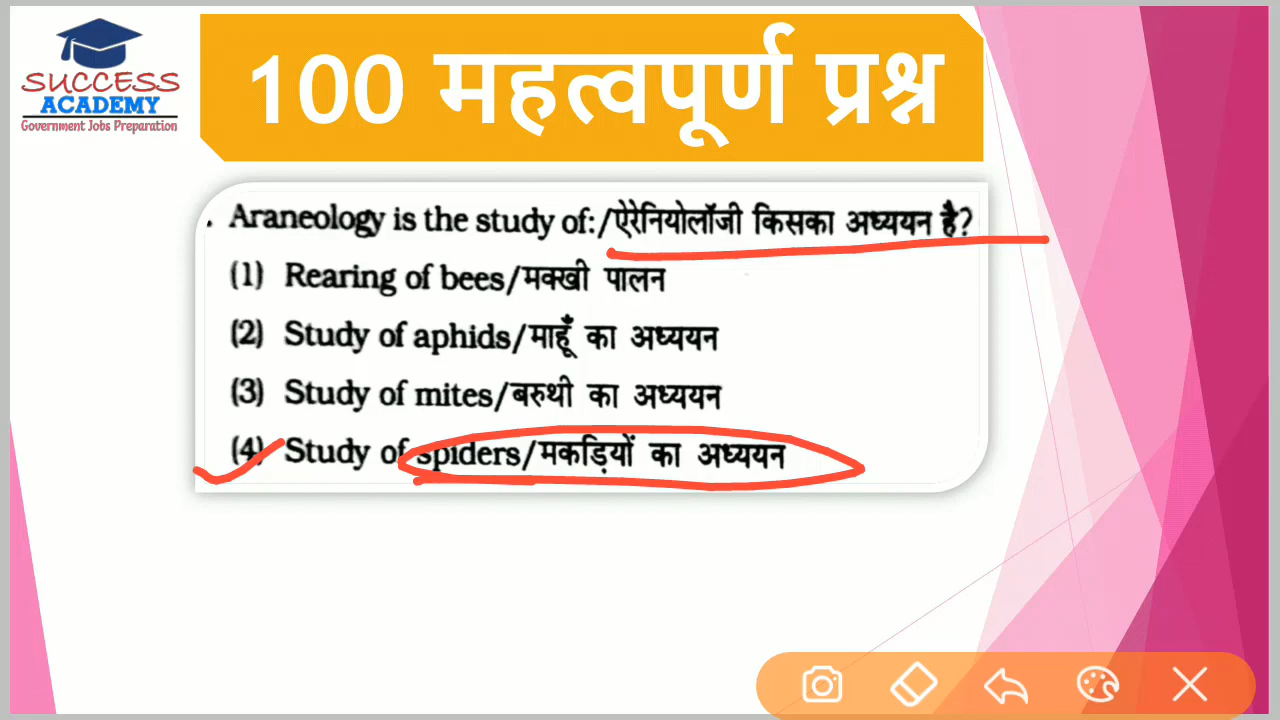 SUCCESS
ACADEMY
Government Jobs Preparation
100 महत्वपूर्ण प्रश्न
. Araneology is the study of:/ऐरेनियोलॉजी किसका अध्ययन है?
(1) Rearing of bees/मक्खी पालन
(2) Study of aphids/माहूँ का अध्ययन
(3) Study of mites/बरुथी का अध्ययन
(4) Study of spiders/मकड़ियों का अध्ययन